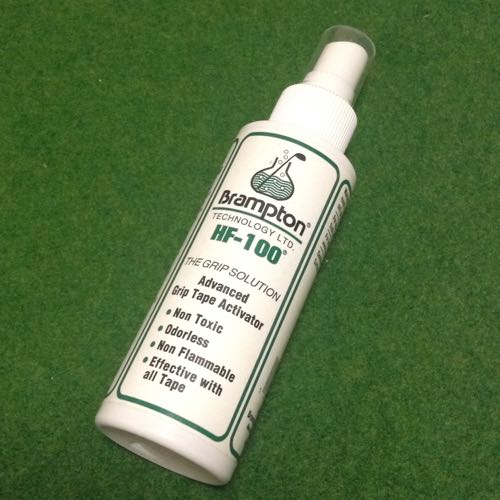 Brampton®
TECHNOLOGY LTD.
HF-100®
THE GRIP SOLUTION
Advanced
Grip Tape Activator
• Non Toxic
• Odorless
• Non Flammable
• Effective with
all Tape